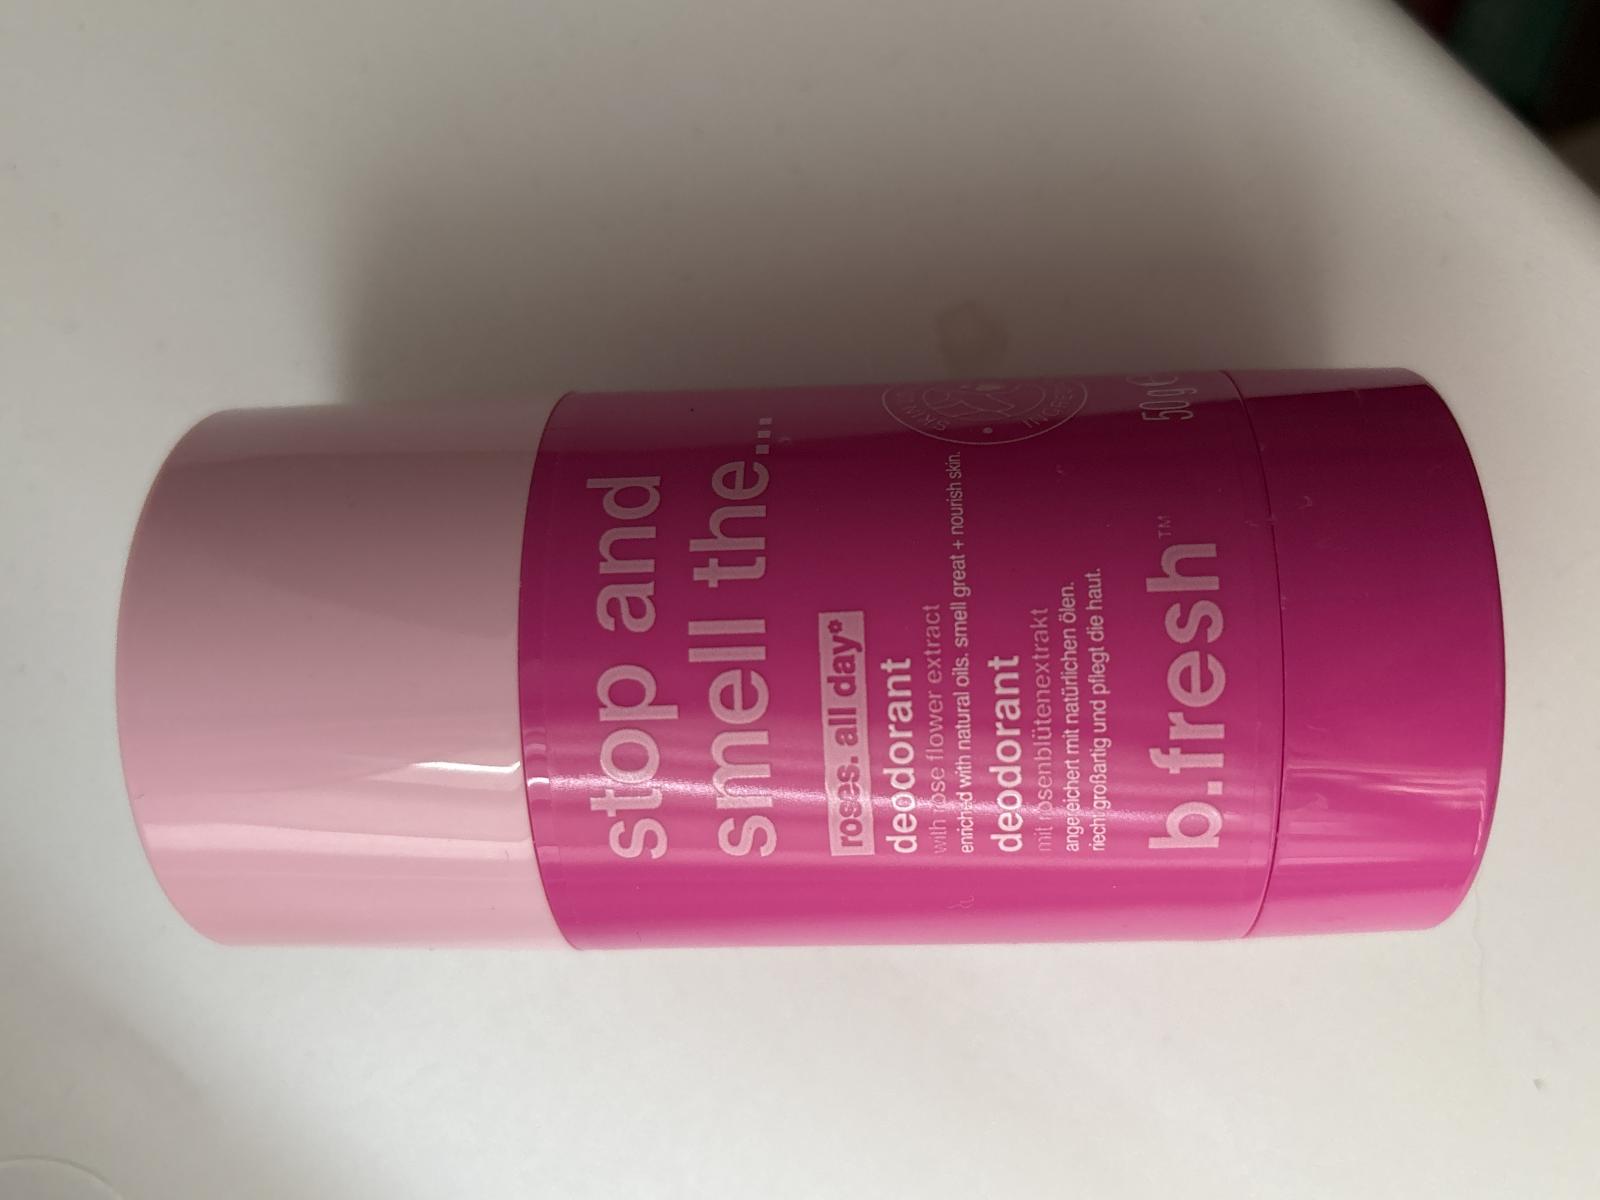 stop and
smell the...
roses. all day*
deodorant
with rose flower extract
enriched with natural oils. smell great + nourish skin.
deodorant
mit rosenblütenextrakt
angereichert mit natürlichen ölen.
riecht großartig und pflegt die haut.
b.fresh™
50g e